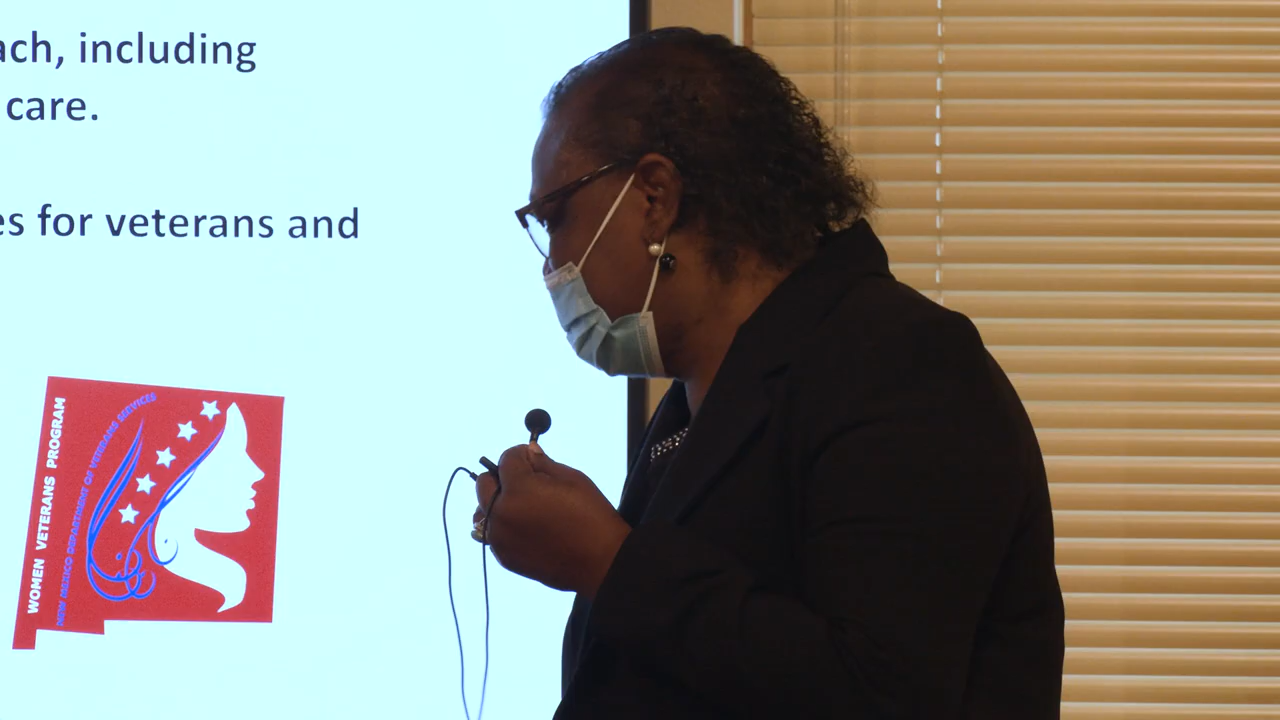 ach, including
care.
es for veterans and
WOMEN VETERANS PROGRAM
NEW MEXICO DEPARTMENT OF VETERANS SERVICES